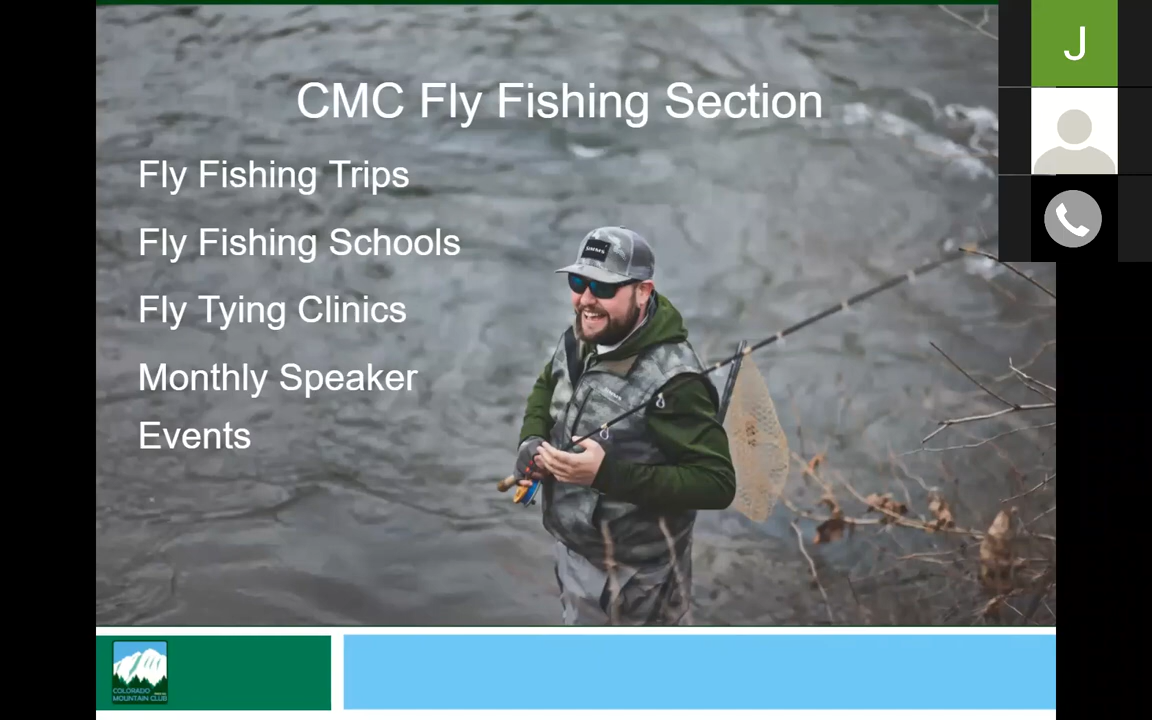 CMC Fly Fishing Section
Fly Fishing Trips
Fly Fishing Schools
Fly Tying Clinics
Monthly Speaker
Events
J
SIMMS
COLORADO
MOUNTAIN CLUB